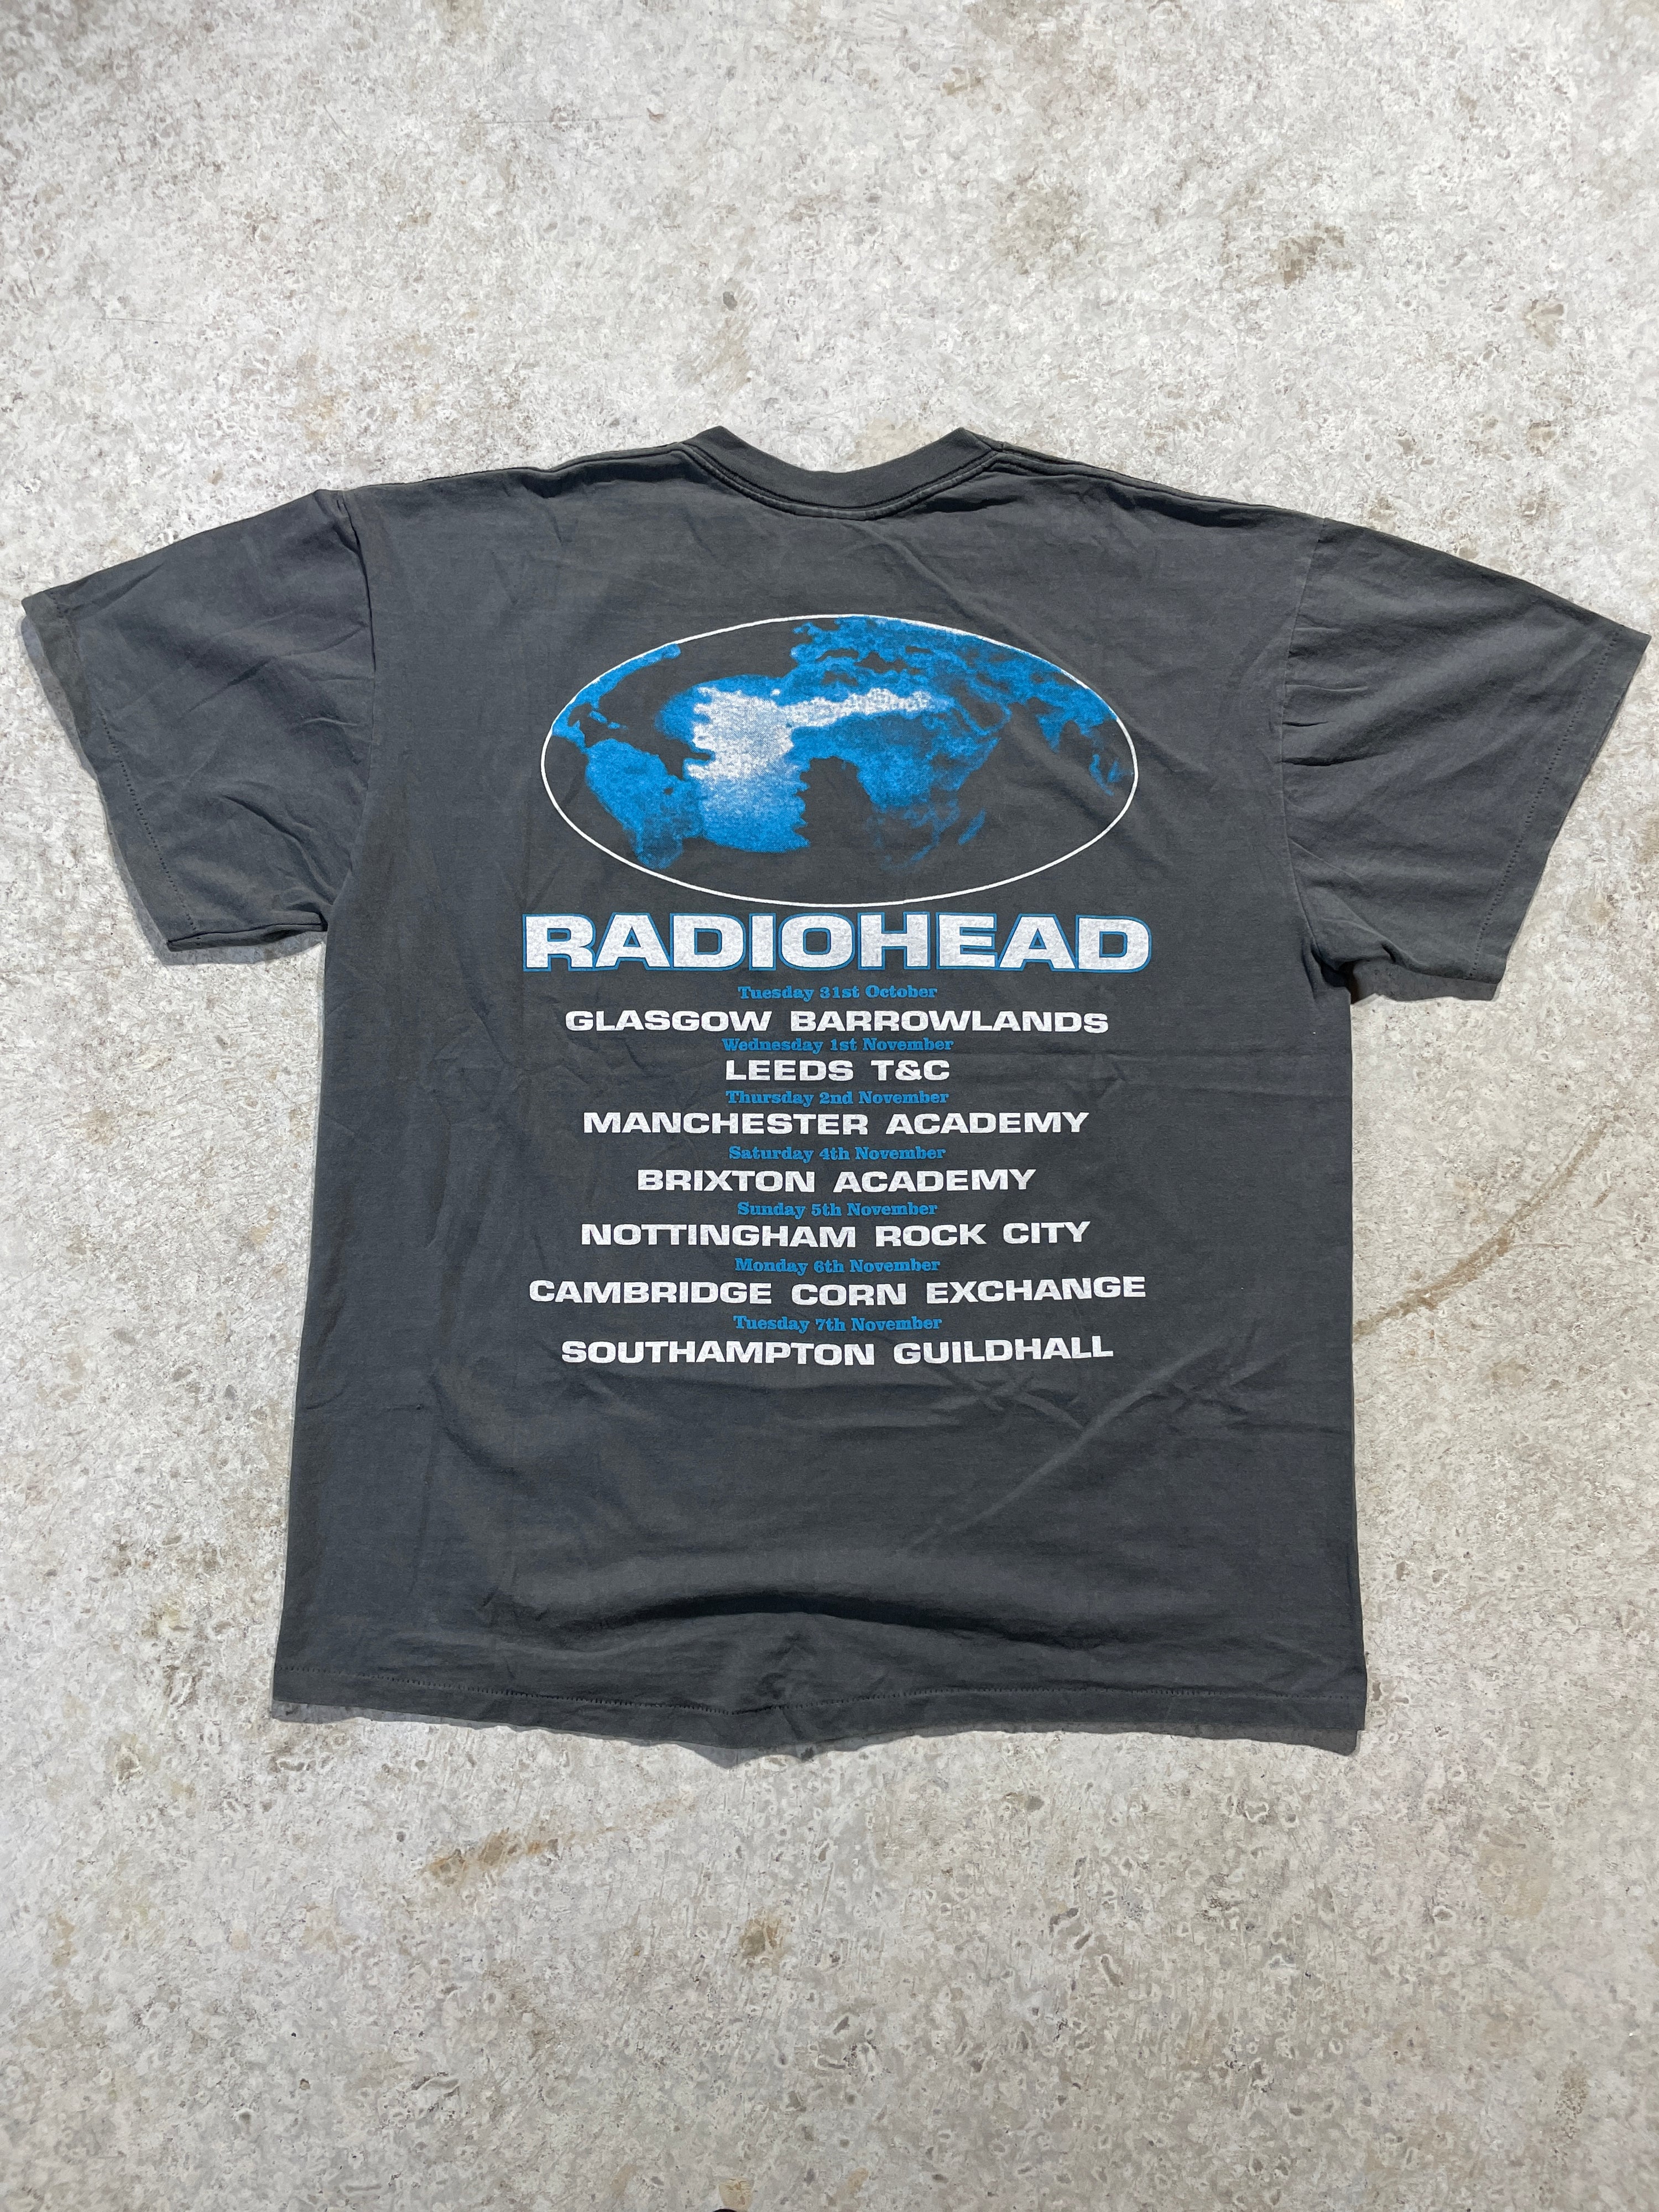 RADIOHEAD
Tuesday 31st October
GLASGOW BARROWLANDS
Wednesday 1st November
LEEDS T&C
Thursday 2nd November
MANCHESTER ACADEMY
Saturday 4th November
BRIXTON ACADEMY
Sunday 5th November
NOTTINGHAM ROCK CITY
Monday 6th November
CAMBRIDGE CORN EXCHANGE
Tuesday 7th November
SOUTHAMPTON GUILDHALL